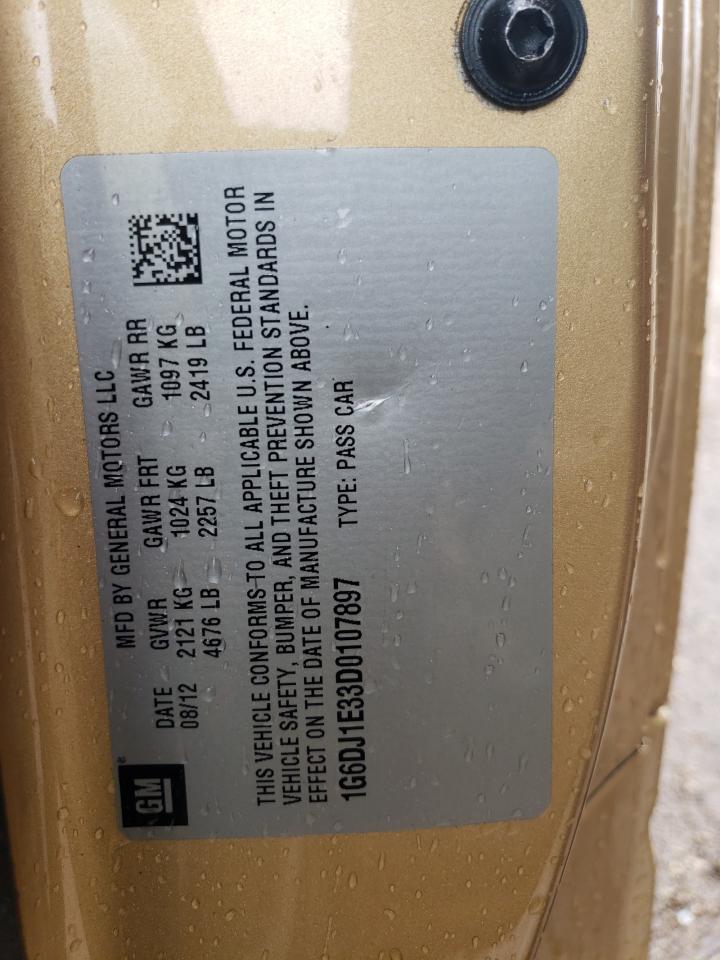 GM
®
MFD BY GENERAL MOTORS LLC
DATE GVWR GAWR FRT GAWR RR
08/12 2121 KG 1024 KG 1097 KG
4676 LB 2257 LB 2419 LB
THIS VEHICLE CONFORMS TO ALL APPLICABLE U.S. FEDERAL MOTOR
VEHICLE SAFETY, BUMPER, AND THEFT PREVENTION STANDARDS IN
EFFECT ON THE DATE OF MANUFACTURE SHOWN ABOVE.
1G6DJ1E33D0107897 TYPE: PASS CAR